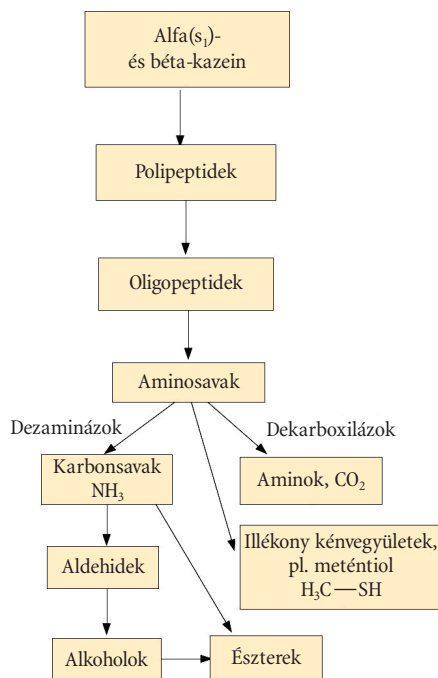 Alfa(s₁)-
és béta-kazein
Polipeptidek
Oligopeptidek
Aminosavak
Dezaminázok
Dekarboxilázok
Karbonsavak
NH₃
Aminok, CO₂
Illékony kénvegyületek,
pl. meténtiol
H₃C—SH
Aldehidek
Alkoholok
Észterek